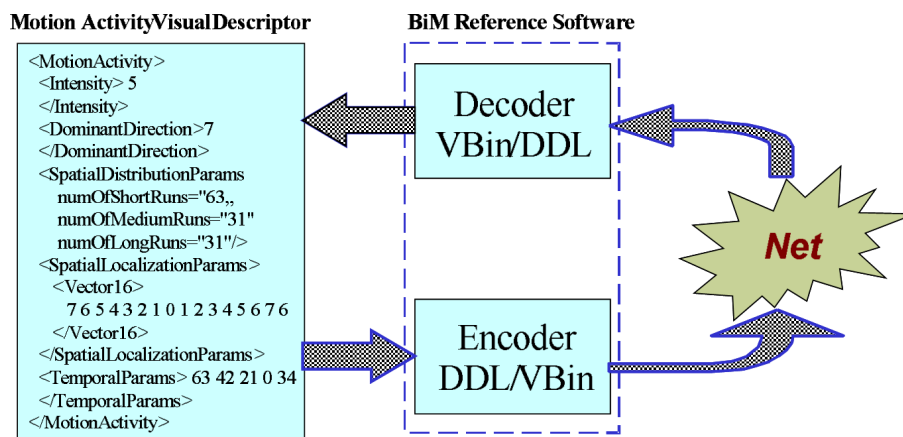 Motion ActivityVisualDescriptor
<MotionActivity>
<Intensity> 5
</Intensity>
<DominantDirection>7
</DominantDirection>
<SpatialDistributionParams
numOfShortRuns="63,,
numOfMediumRuns="31"
numOfLongRuns="31"/>
<SpatialLocalizationParams>
<Vector16>
7 6 5 4 3 2 1 0 1 2 3 4 5 6 7 6
</Vector16>
</SpatialLocalizationParams>
<TemporalParams> 63 42 21 0 34
</TemporalParams>
</MotionActivity>
BiM Reference Software
Decoder
VBin/DDL
Encoder
DDL/VBin
Net